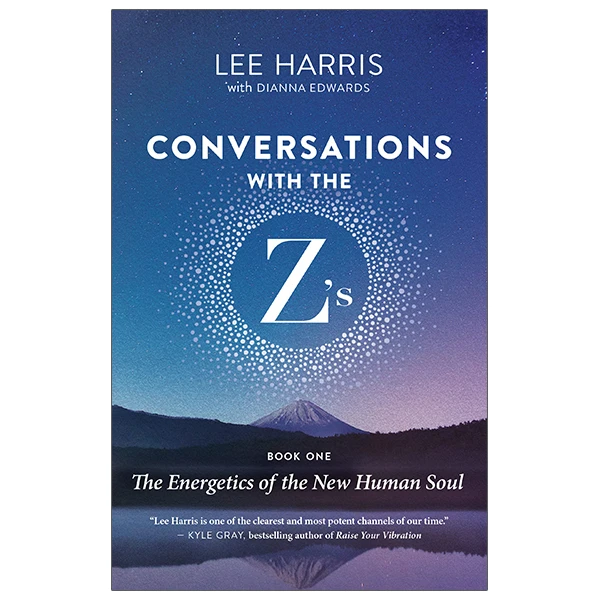 LEE HARRIS
with DIANNA EDWARDS
CONVERSATIONS
WITH THE
Z's
BOOK ONE
The Energetics of the New Human Soul
“Lee Harris is one of the clearest and most potent channels of our time.”
— KYLE GRAY, bestselling author of Raise Your Vibration